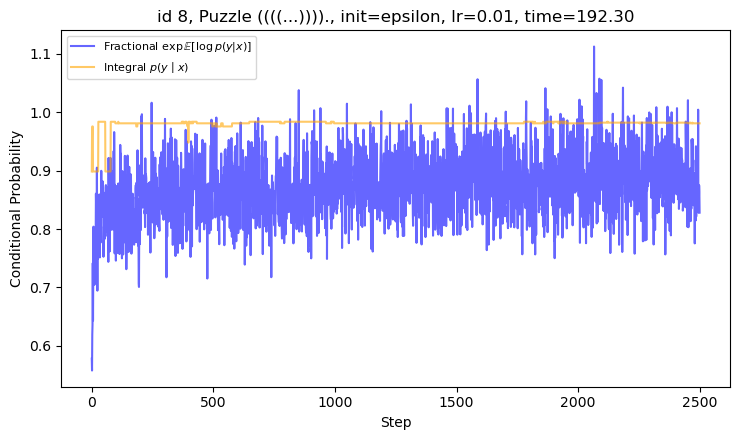 id 8, Puzzle ((((...))))., init=epsilon, lr=0.01, time=192.30
Fractional exp 𝔼[log p(y|x)]
Integral p(y | x)
Conditional Probability
1.1
1.0
0.9
0.8
0.7
0.6
0
500
1000
1500
2000
2500
Step